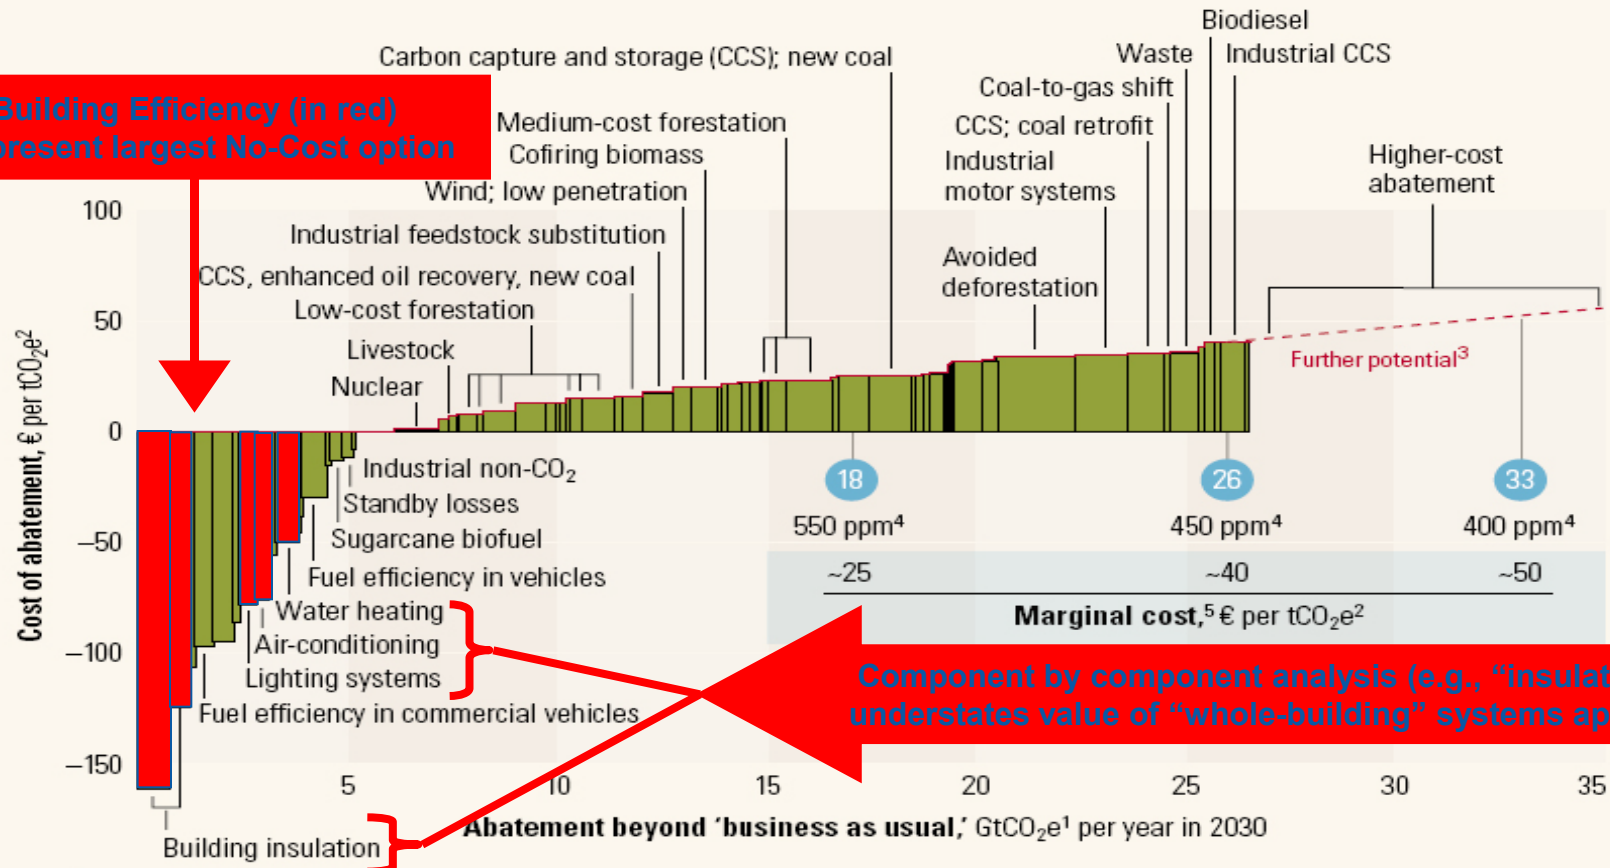 Biodiesel
Waste
Industrial CCS
Carbon capture and storage (CCS); new coal
Coal-to-gas shift
Building Efficiency (in red)
present largest No-Cost option
Medium-cost forestation
CCS; coal retrofit
Cofiring biomass
Industrial
motor systems
Higher-cost
abatement
Wind; low penetration
Industrial feedstock substitution
Avoided
deforestation
CCS, enhanced oil recovery, new coal
Low-cost forestation
Livestock
Nuclear
Further potential³
Cost of abatement, € per tCO₂e²
100
50
0
–50
–100
–150
Industrial non-CO₂
Standby losses
Sugarcane biofuel
Fuel efficiency in vehicles
Water heating
Air-conditioning
Lighting systems
Fuel efficiency in commercial vehicles
Building insulation
18
26
33
550 ppm⁴
450 ppm⁴
400 ppm⁴
~25
~40
~50
Marginal cost,⁵ € per tCO₂e²
Component by component analysis (e.g., “insulat
understates value of “whole-building” systems ap
5
10
15
20
25
30
35
Abatement beyond ‘business as usual,’ GtCO₂e¹ per year in 2030